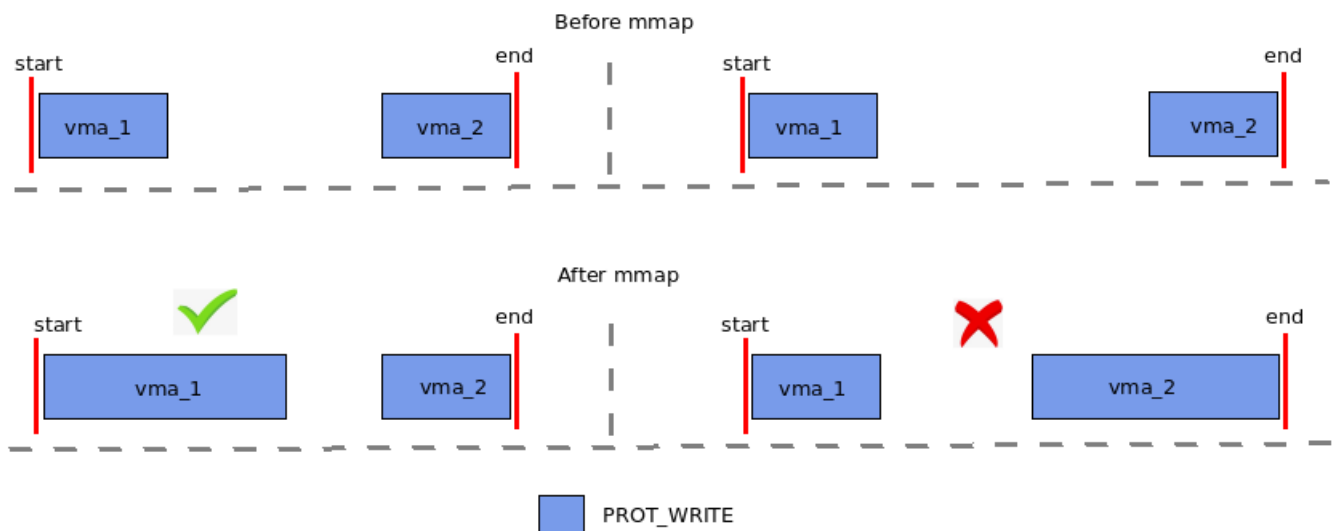 Before mmap
start
end
start
end
vma_1
vma_2
vma_1
vma_2
After mmap
start
end
start
end
vma_1
vma_2
vma_1
vma_2
PROT_WRITE